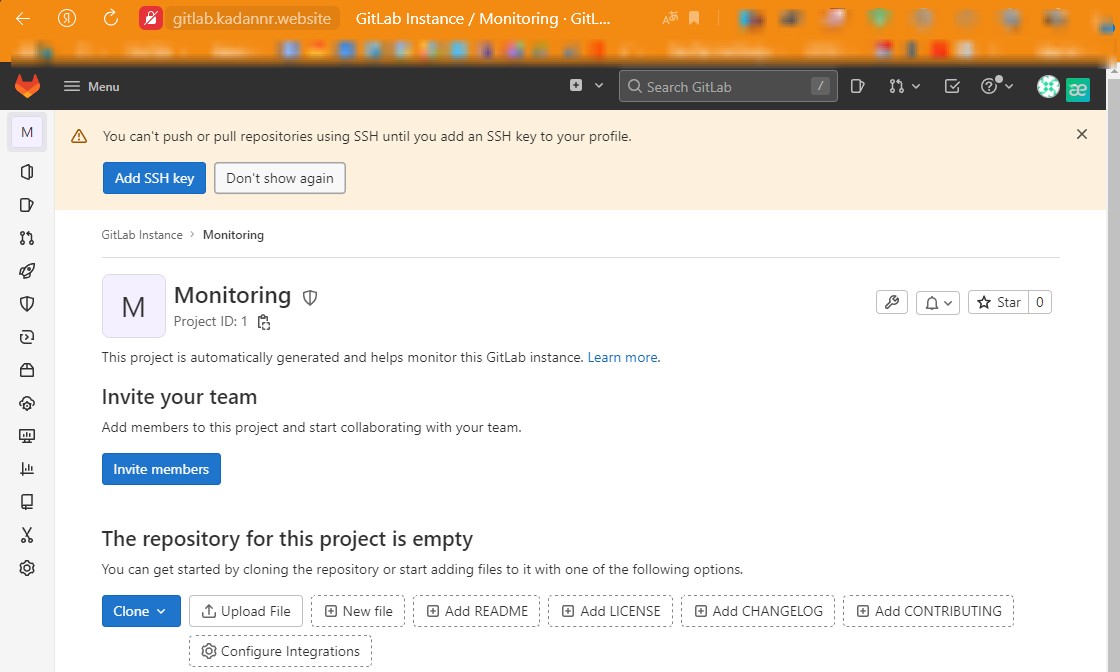 Я
gitlab.kadannr.website
GitLab Instance / Monitoring · GitL...
Menu
Search GitLab
/
æ
M
You can't push or pull repositories using SSH until you add an SSH key to your profile.
Add SSH key
Don't show again
GitLab Instance › Monitoring
M
Monitoring
Project ID: 1
Star 0
This project is automatically generated and helps monitor this GitLab instance. Learn more.
Invite your team
Add members to this project and start collaborating with your team.
Invite members
The repository for this project is empty
You can get started by cloning the repository or start adding files to it with one of the following options.
Clone
Upload File
New file
Add README
Add LICENSE
Add CHANGELOG
Add CONTRIBUTING
Configure Integrations